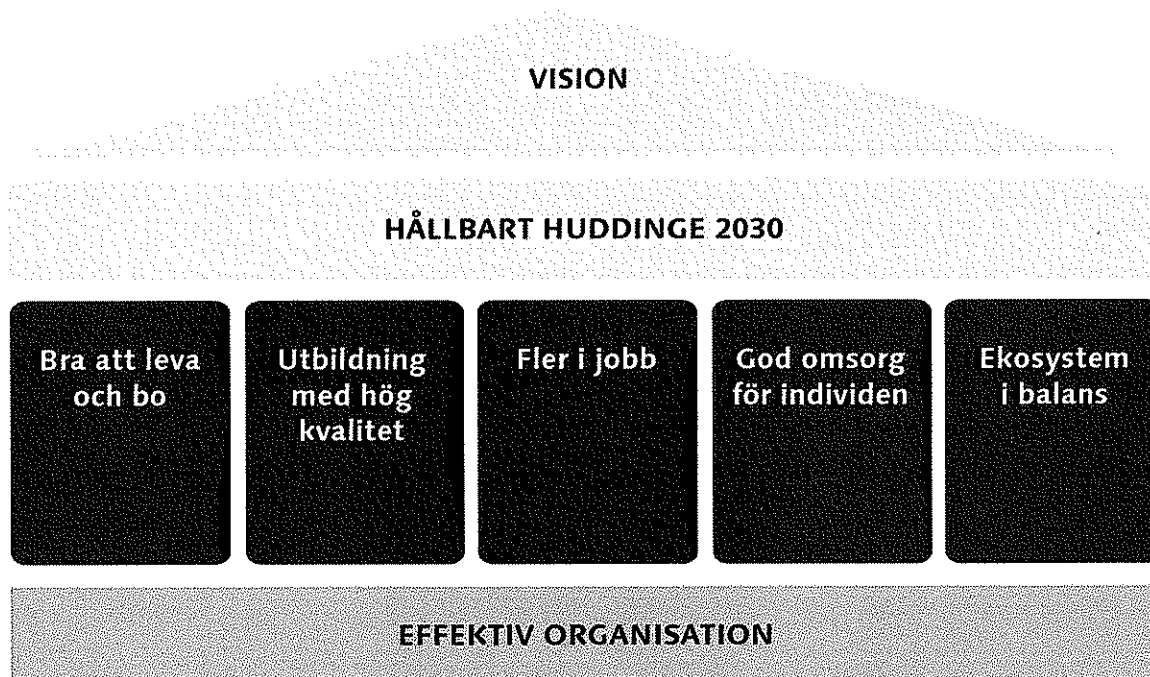 VISION
HÅLLBART HUDDINGE 2030
Bra att leva
och bo
Utbildning
med hög
kvalitet
Fler i jobb
God omsorg
för individen
Ekosystem
i balans
EFFEKTIV ORGANISATION